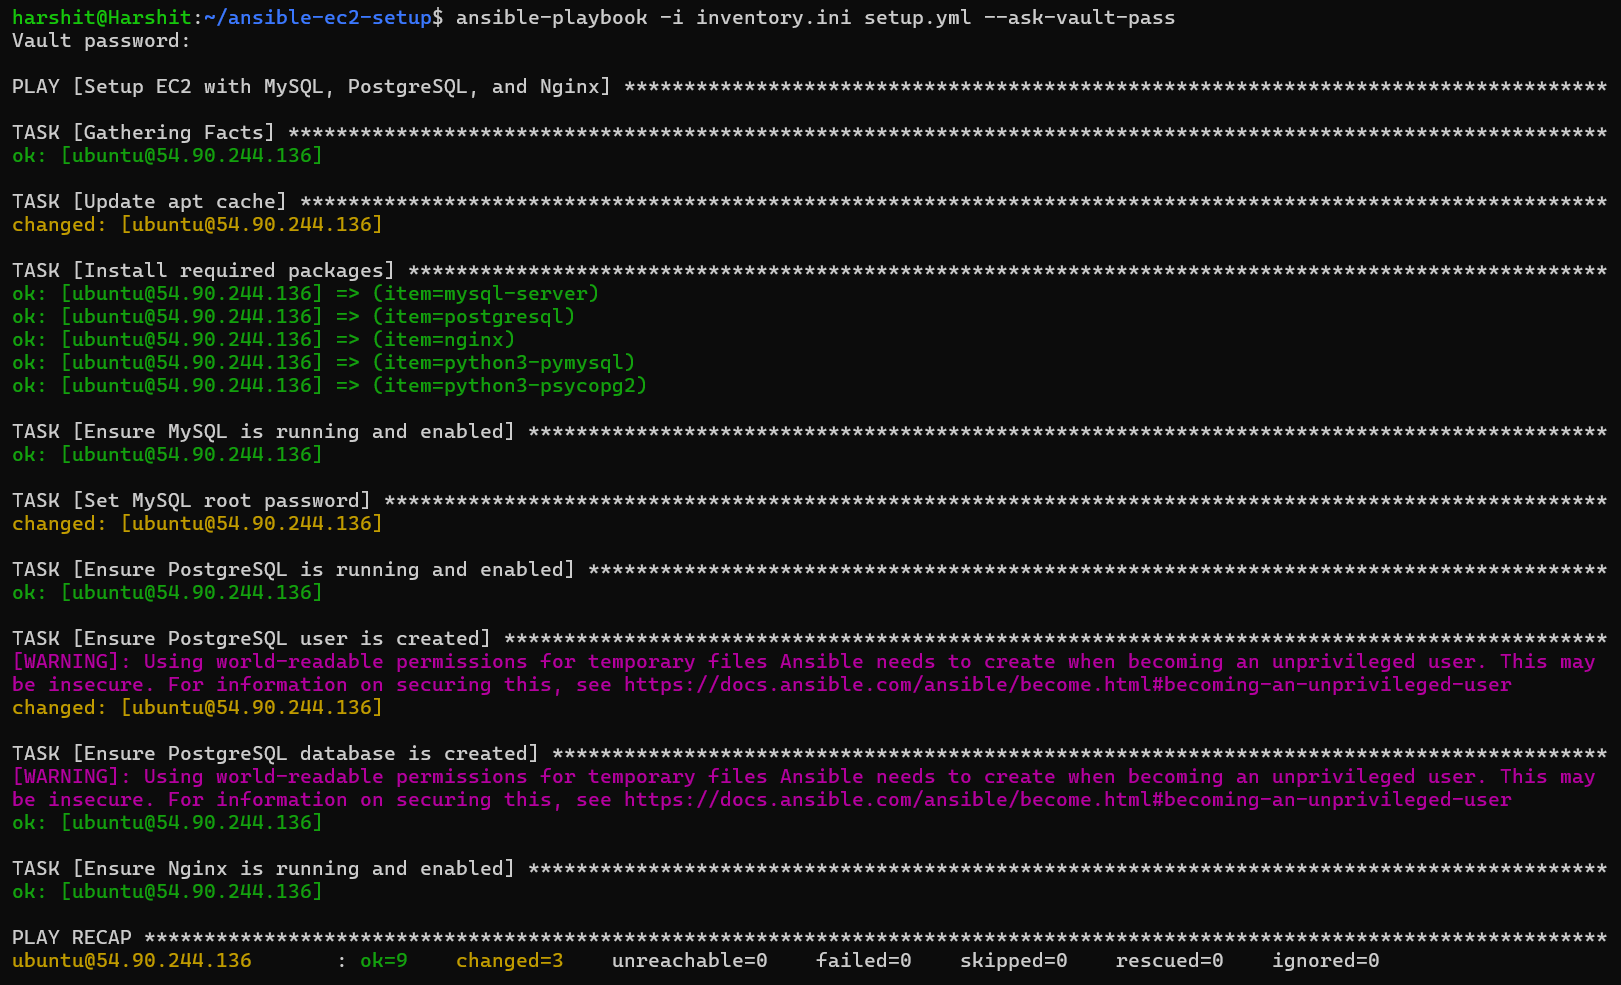 harshit@Harshit:~/ansible-ec2-setup$ ansible-playbook -i inventory.ini setup.yml --ask-vault-pass
Vault password:
PLAY [Setup EC2 with MySQL, PostgreSQL, and Nginx] **********************************************************************************
TASK [Gathering Facts] **************************************************************************************************************
ok: [ubuntu@54.90.244.136]
TASK [Update apt cache] *************************************************************************************************************
changed: [ubuntu@54.90.244.136]
TASK [Install required packages] ****************************************************************************************************
ok: [ubuntu@54.90.244.136] => (item=mysql-server)
ok: [ubuntu@54.90.244.136] => (item=postgresql)
ok: [ubuntu@54.90.244.136] => (item=nginx)
ok: [ubuntu@54.90.244.136] => (item=python3-pymysql)
ok: [ubuntu@54.90.244.136] => (item=python3-psycopg2)
TASK [Ensure MySQL is running and enabled] ******************************************************************************************
ok: [ubuntu@54.90.244.136]
TASK [Set MySQL root password] ******************************************************************************************************
changed: [ubuntu@54.90.244.136]
TASK [Ensure PostgreSQL is running and enabled] *************************************************************************************
ok: [ubuntu@54.90.244.136]
TASK [Ensure PostgreSQL user is created] ********************************************************************************************
[WARNING]: Using world-readable permissions for temporary files Ansible needs to create when becoming an unprivileged user. This may
be insecure. For information on securing this, see https://docs.ansible.com/ansible/become.html#becoming-an-unprivileged-user
changed: [ubuntu@54.90.244.136]
TASK [Ensure PostgreSQL database is created] ****************************************************************************************
[WARNING]: Using world-readable permissions for temporary files Ansible needs to create when becoming an unprivileged user. This may
be insecure. For information on securing this, see https://docs.ansible.com/ansible/become.html#becoming-an-unprivileged-user
ok: [ubuntu@54.90.244.136]
TASK [Ensure Nginx is running and enabled] ******************************************************************************************
ok: [ubuntu@54.90.244.136]
PLAY RECAP **************************************************************************************************************************
ubuntu@54.90.244.136       : ok=9    changed=3    unreachable=0    failed=0    skipped=0    rescued=0    ignored=0